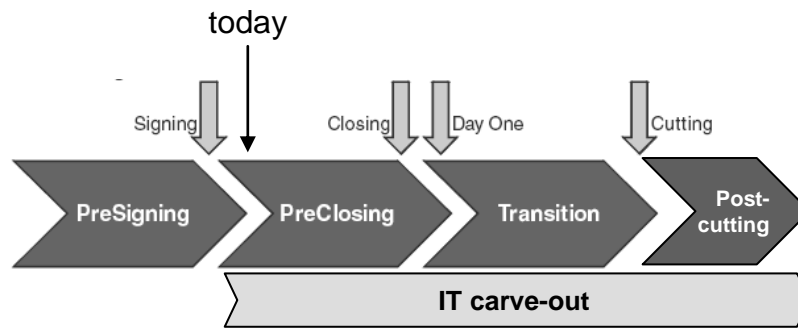 today
Signing
Closing
Day One
Cutting
PreSigning
PreClosing
Transition
Post-
cutting
IT carve-out